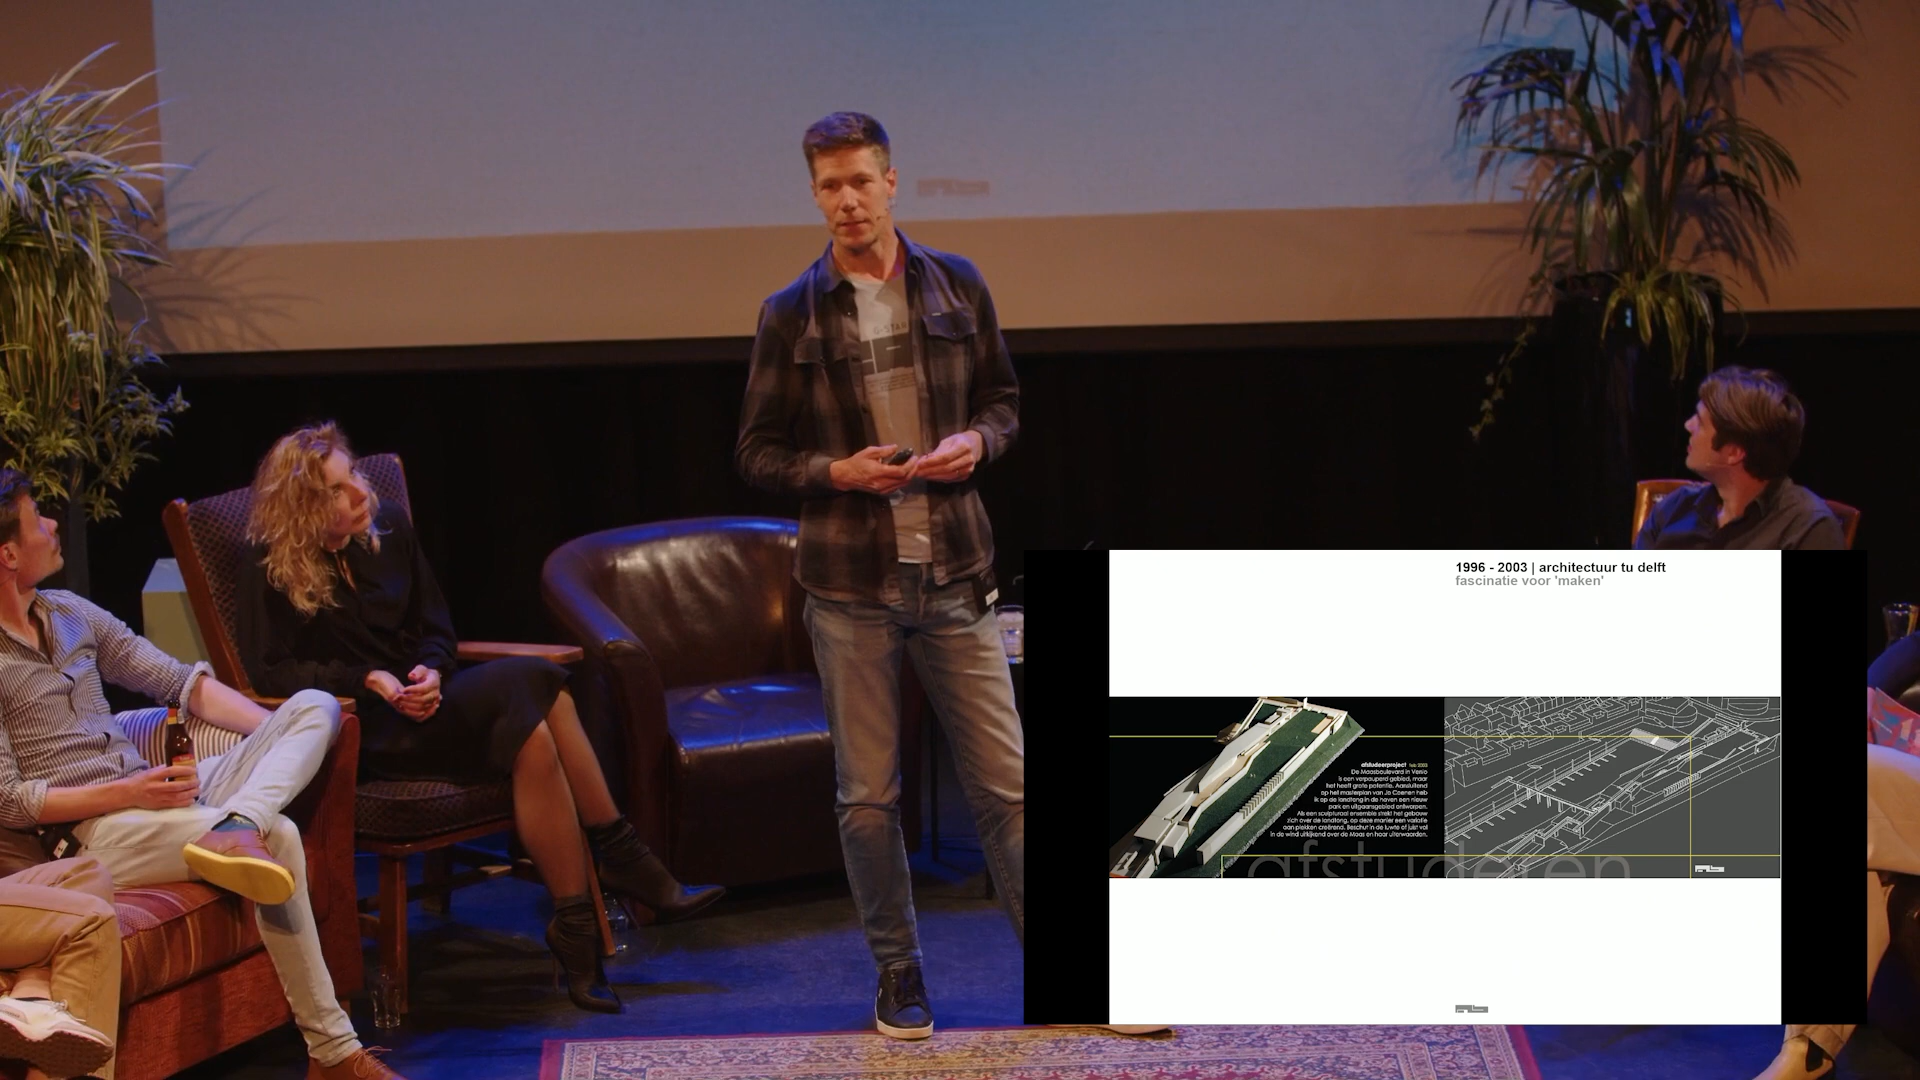 G-STAR
1996 - 2003 | architectuur tu delft
fascinatie voor 'maken'
afstudeerproject feb 2003
De Maasboulevard in Venlo
is een verpauperd gebied, maar
het heeft grote potentie. Aansluitend
op het masterplan van Jo Coenen heb
ik op de landtong in de haven een nieuw
park en uitgaansgebied ontworpen.
Als een sculpturaal ensemble strekt het gebouw
zich over de landtong, op deze manier een variatie
aan plekken creërend. Beschut in de luwte of juist vol
in de wind uitkijkend over de Maas en haar uiterwaarden.
afstuderen